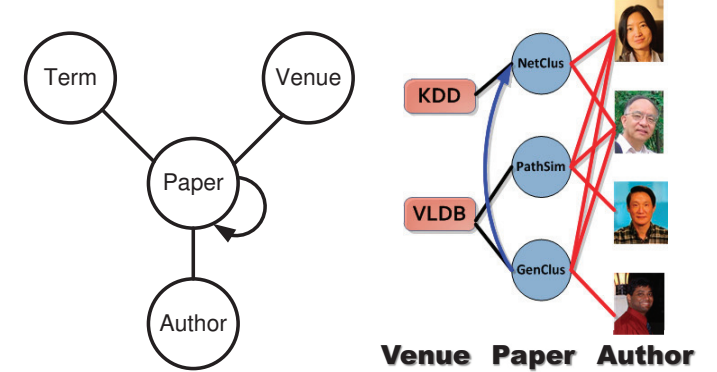 Term
Venue
Paper
Author
NetClus
KDD
PathSim
VLDB
GenClus
Venue Paper Author